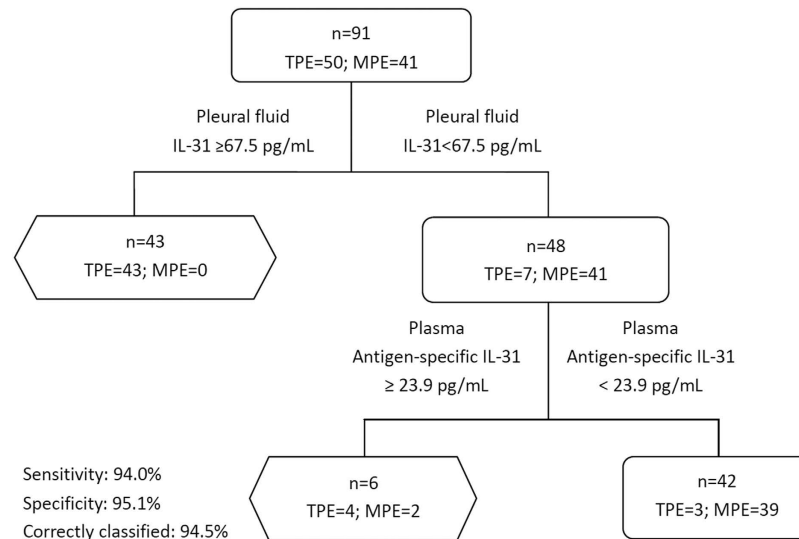 n=91
TPE=50; MPE=41
Pleural fluid
IL-31 ≥67.5 pg/mL
Pleural fluid
IL-31<67.5 pg/mL
n=43
TPE=43; MPE=0
n=48
TPE=7; MPE=41
Plasma
Antigen-specific IL-31
≥ 23.9 pg/mL
Plasma
Antigen-specific IL-31
< 23.9 pg/mL
n=6
TPE=4; MPE=2
n=42
TPE=3; MPE=39
Sensitivity: 94.0%
Specificity: 95.1%
Correctly classified: 94.5%